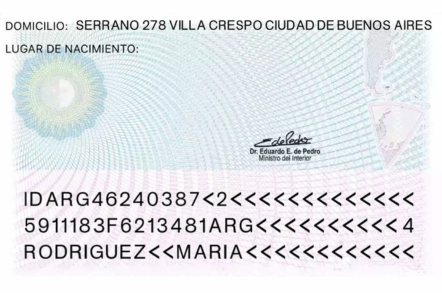 DOMICILIO: SERRANO 278 VILLA CRESPO CIUDAD DE BUENOS AIRES
LUGAR DE NACIMIENTO:
Dr. Eduardo E. de Pedro
Ministro del Interior
IDARG46240387<2<<<<<<<<<<<<<<
5911183F6213481ARG<<<<<<<<<<4
RODRIGUEZ<<MARIA<<<<<<<<<<<<<